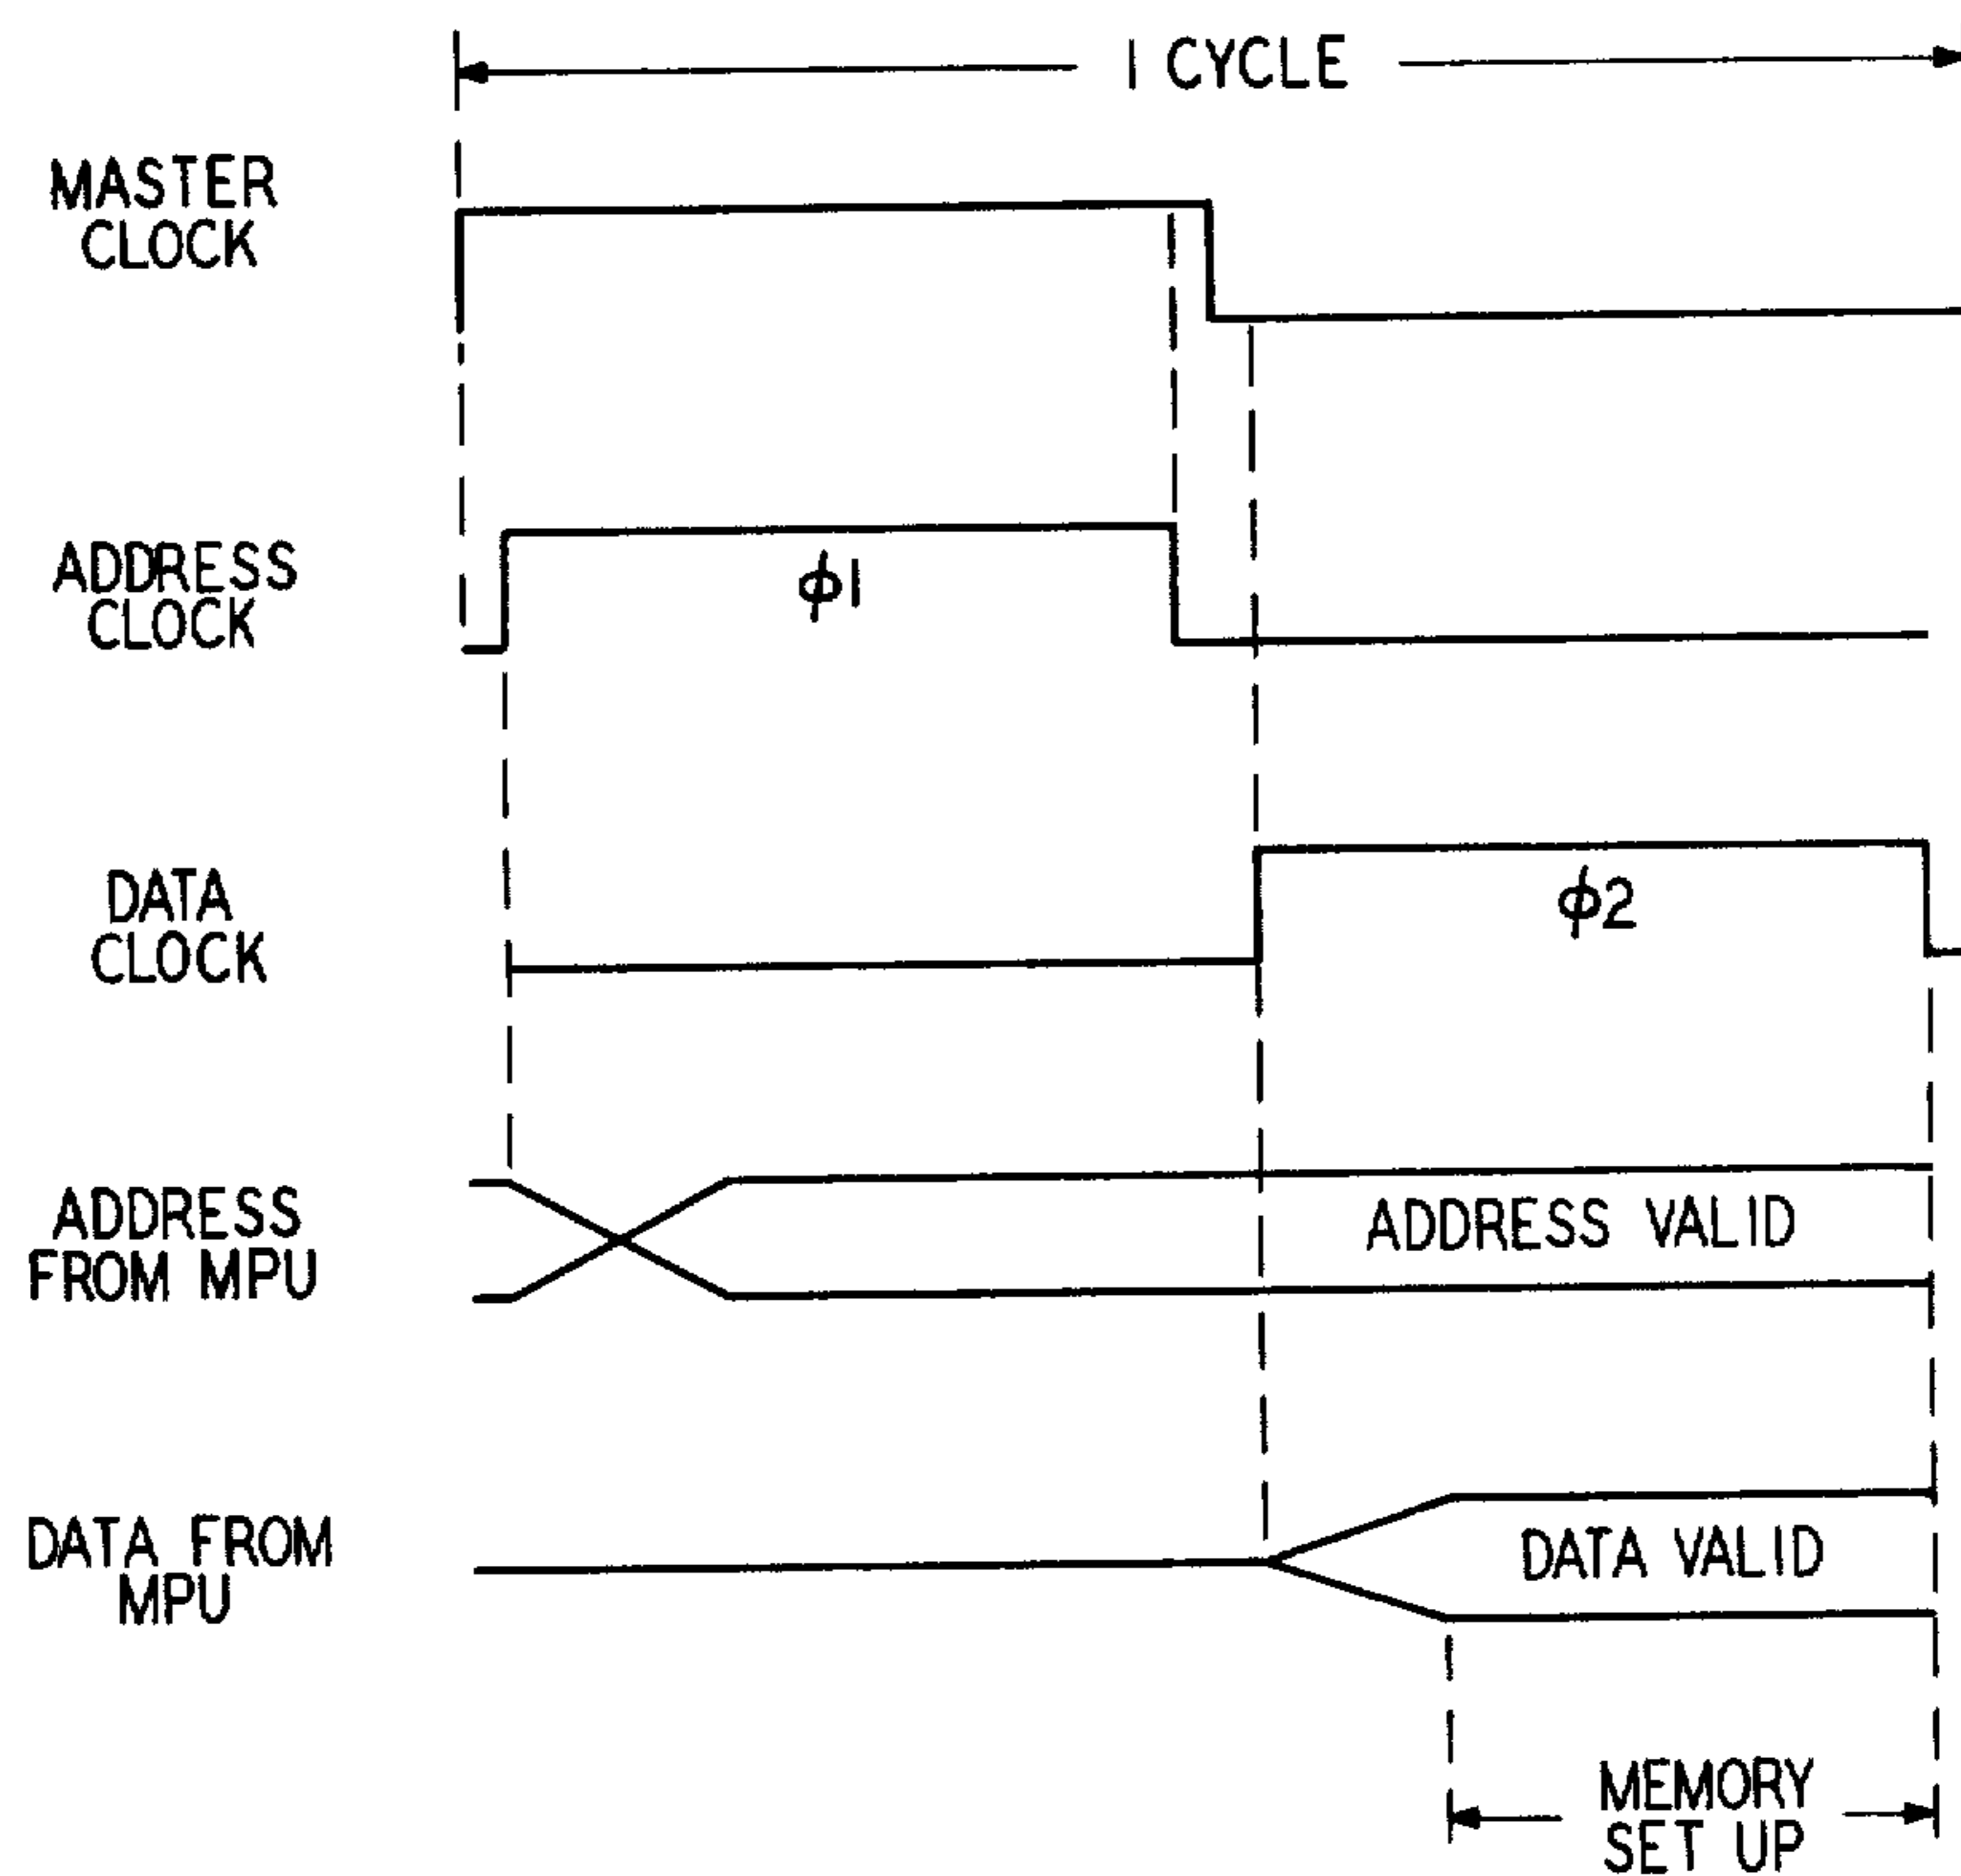 1 CYCLE
MASTER
CLOCK
ADDRESS
CLOCK
ϕ1
DATA
CLOCK
ϕ2
ADDRESS
FROM MPU
ADDRESS VALID
DATA FROM
MPU
DATA VALID
MEMORY
SET UP